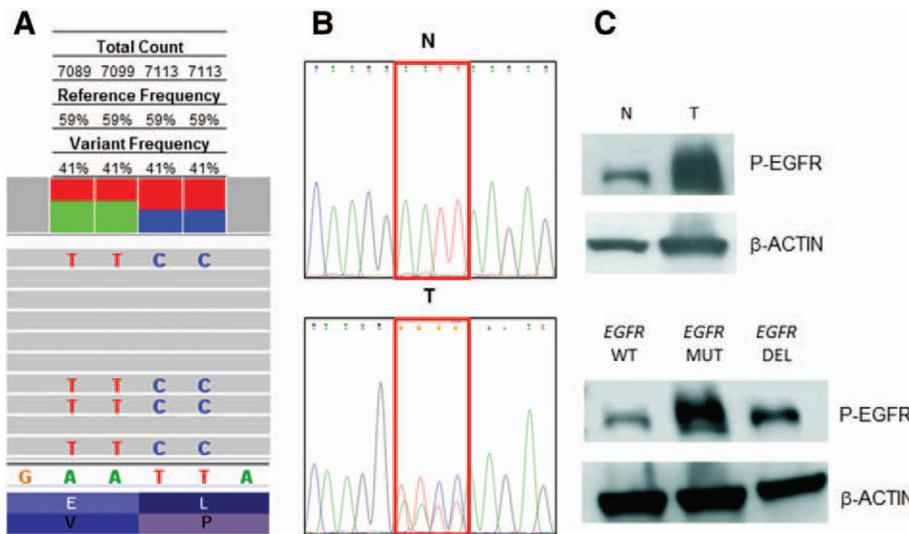 A
Total Count
7089 7099 7113 7113
Reference Frequency
59% 59% 59% 59%
Variant Frequency
41% 41% 41% 41%
T T C C
T T C C
T T C C
T T C C
G A A T T A
E L
V P
B
N
T
C
N T
P-EGFR
β-ACTIN
EGFR EGFR EGFR
WT MUT DEL
P-EGFR
β-ACTIN